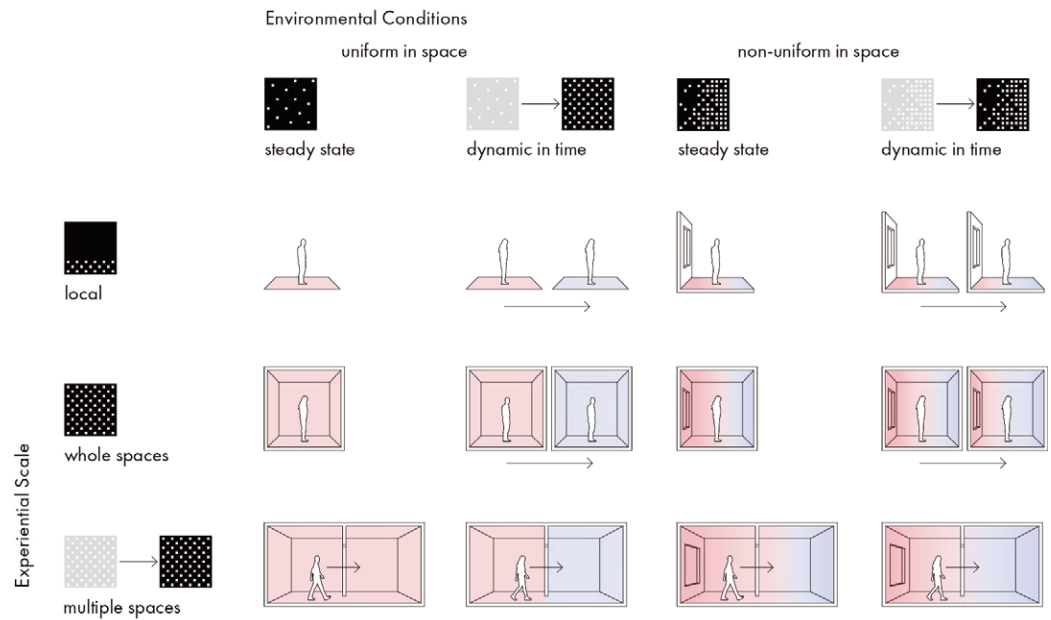 Environmental Conditions
uniform in space
non-uniform in space
steady state
dynamic in time
steady state
dynamic in time
Experiential Scale
local
whole spaces
multiple spaces